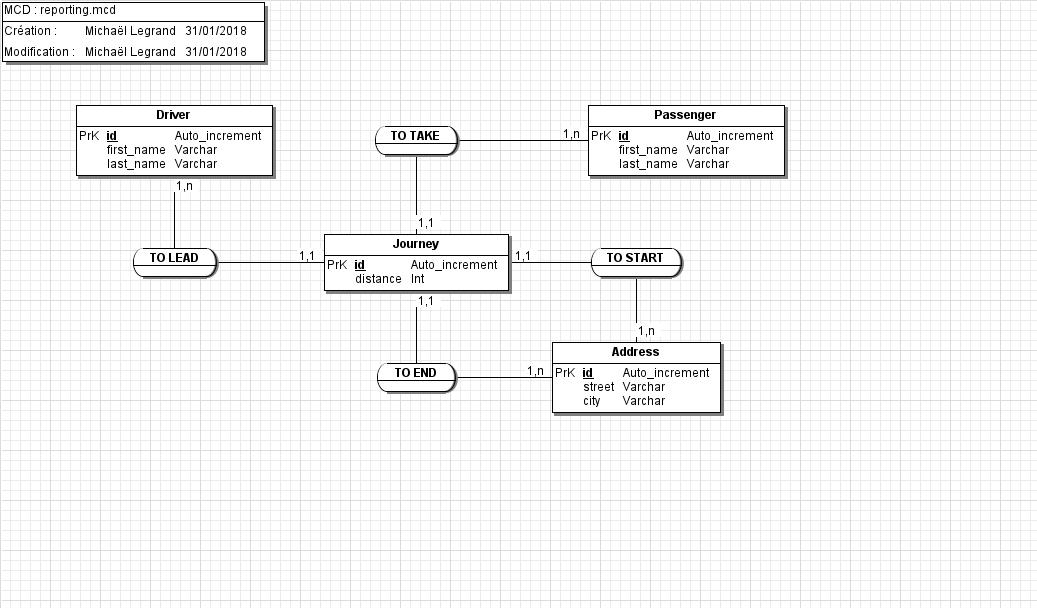 MCD : reporting.mcd
Création : Michaël Legrand 31/01/2018
Modification : Michaël Legrand 31/01/2018
Driver
PrK id Auto_increment
first_name Varchar
last_name Varchar
1,n
TO TAKE
1,n
Passenger
PrK id Auto_increment
first_name Varchar
last_name Varchar
1,1
TO LEAD
1,1
Journey
PrK id Auto_increment
distance Int
1,1
TO START
1,1
1,n
TO END
1,n
Address
PrK id Auto_increment
street Varchar
city Varchar